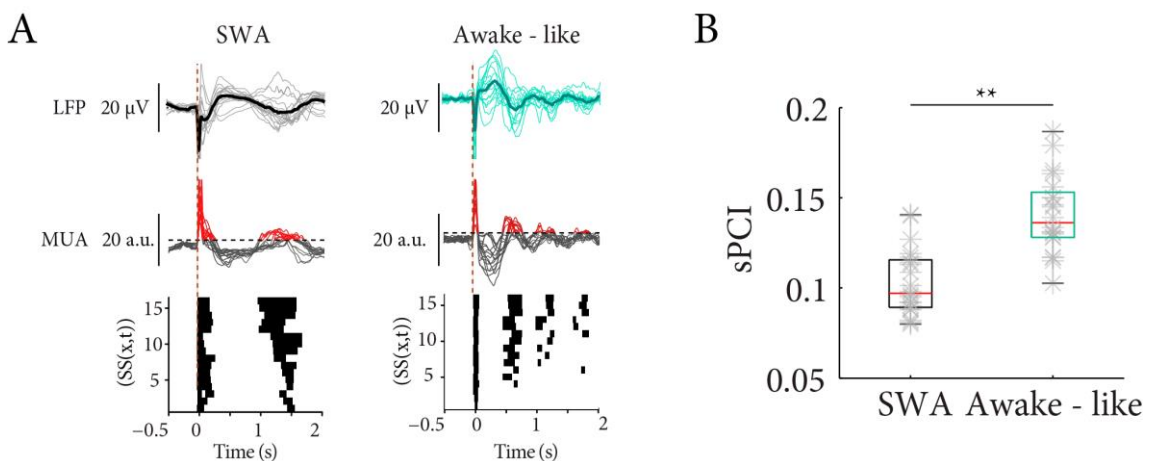 A
SWA
Awake - like
LFP
20 µV
20 µV
MUA
20 a.u.
20 a.u.
(SS(x,t))
15
10
5
−0.5 0 1 2
Time (s)
(SS(x,t))
15
10
5
−0.5 0 1 2
Time (s)
B
**
sPCI
0.2
0.15
0.1
0.05
SWA Awake - like